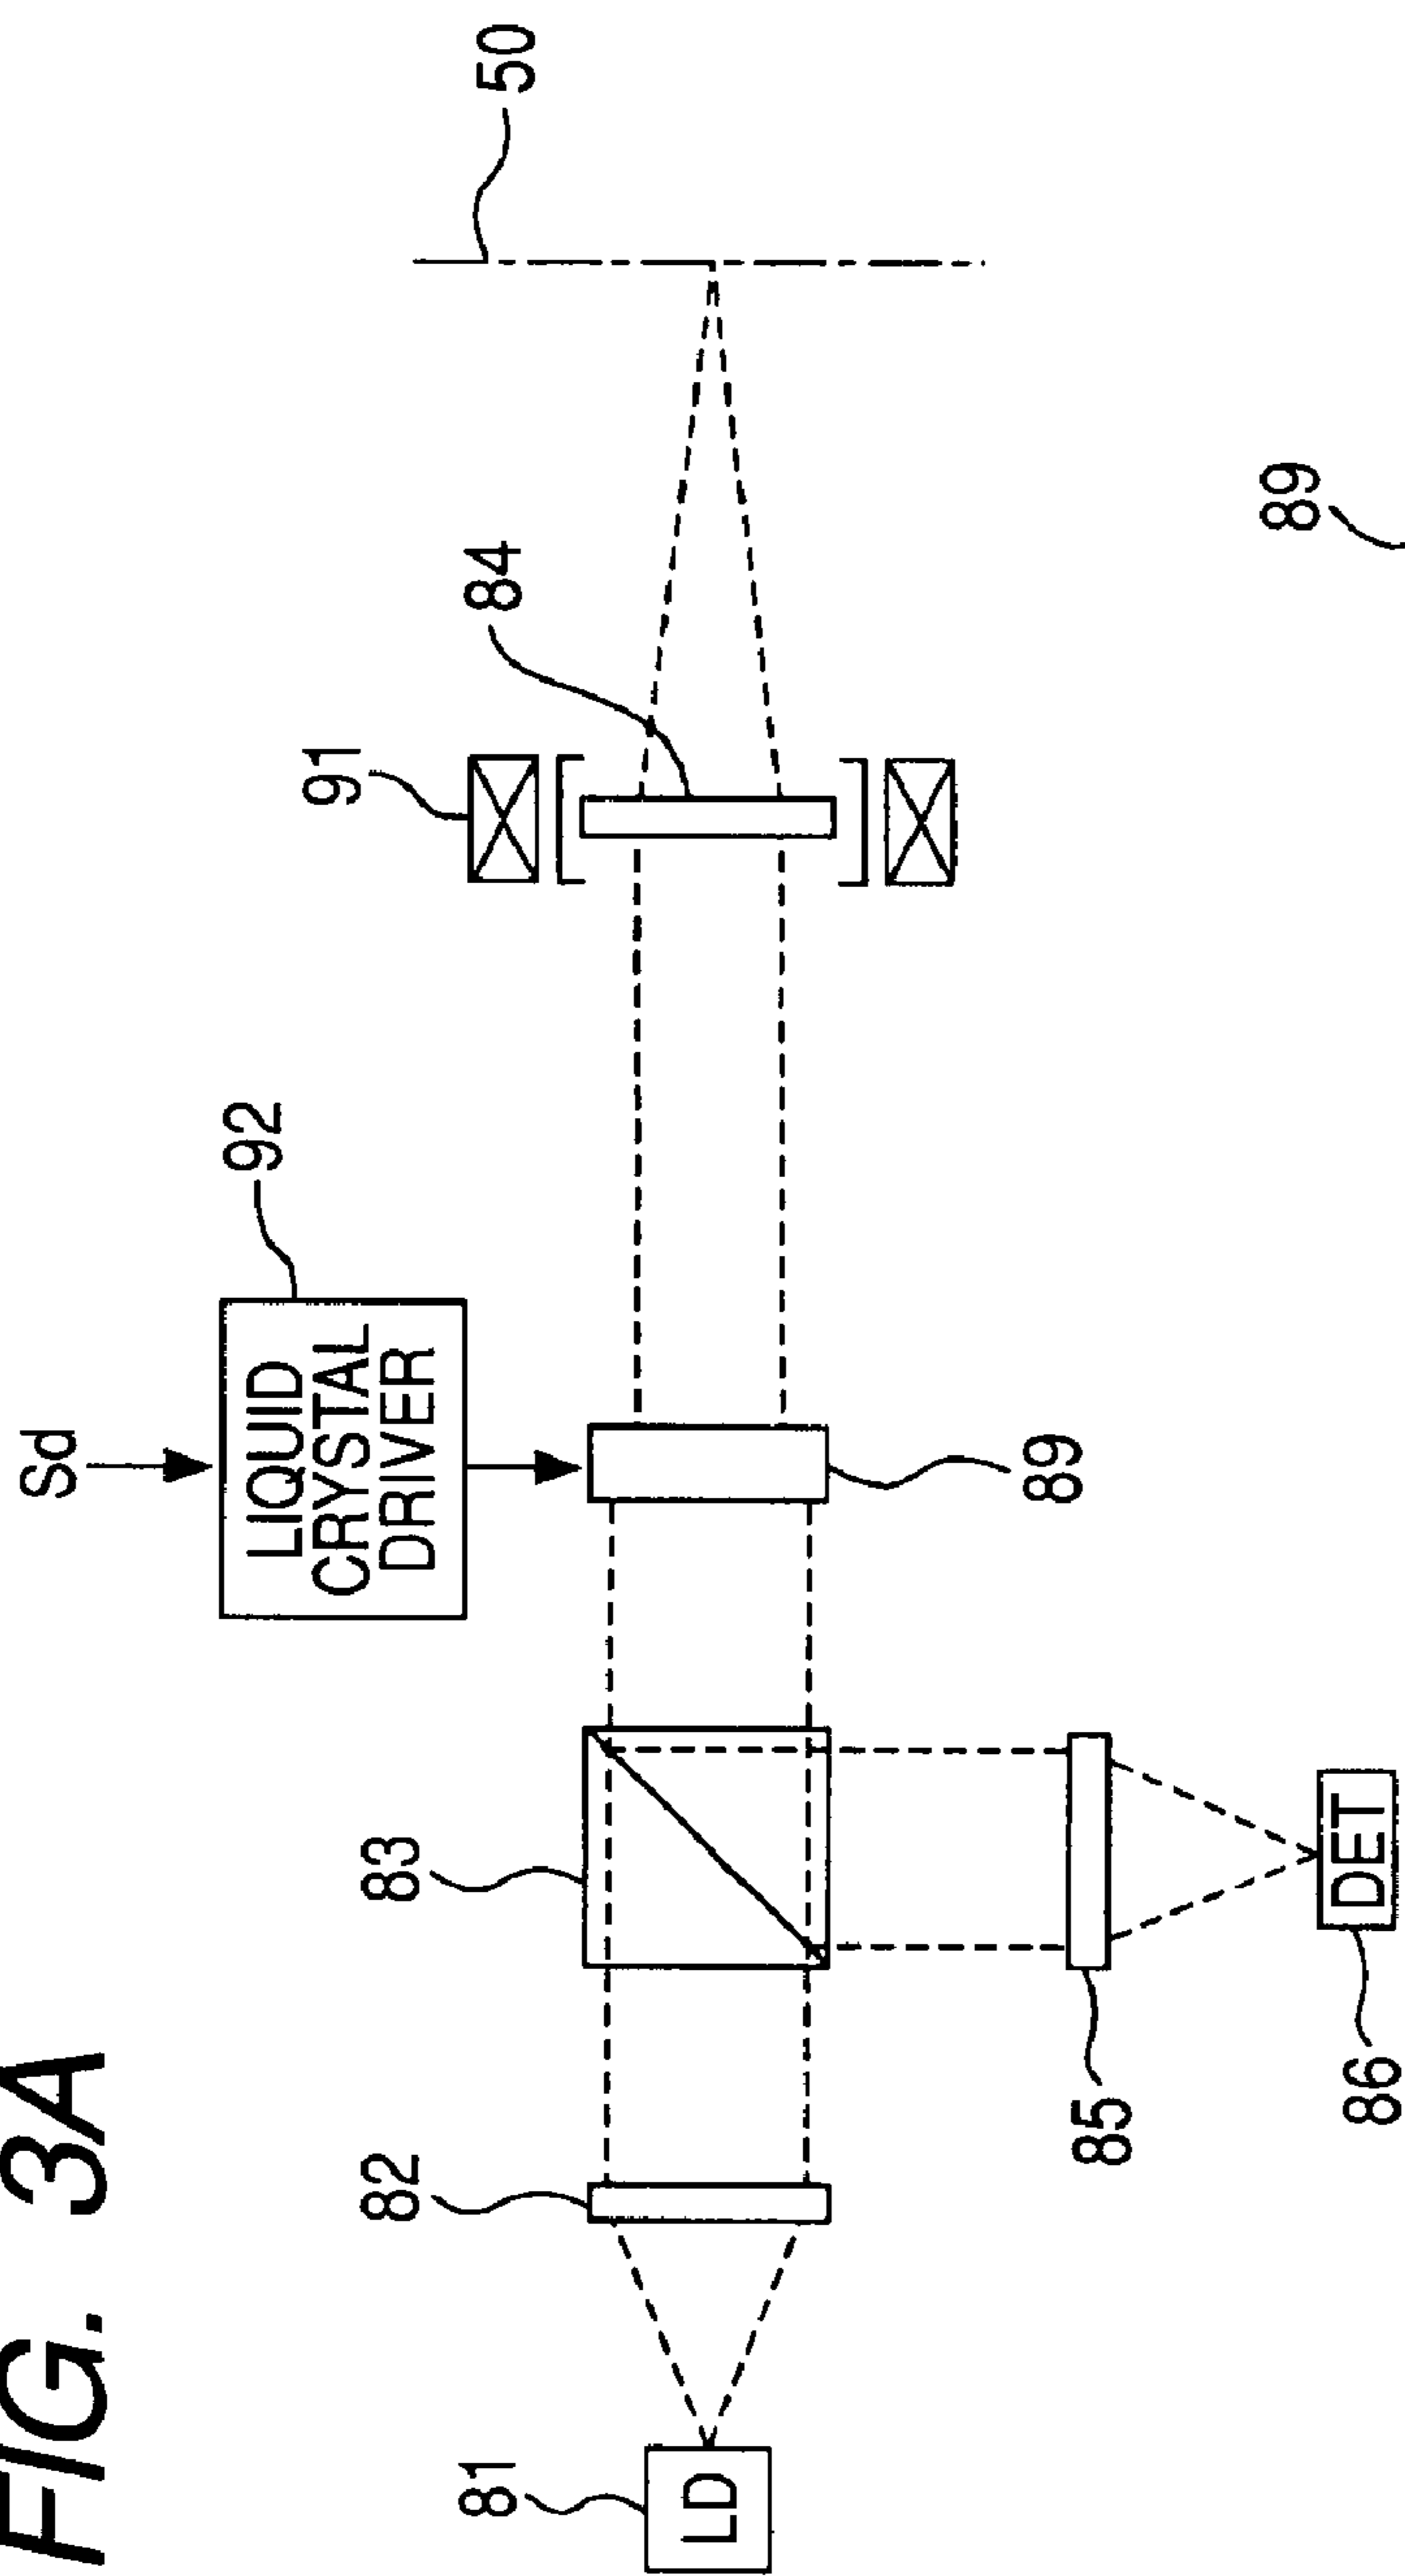 FIG. 3A
Sd
LIQUID
CRYSTAL
DRIVER
92
91
84
50
81
LD
82
83
89
85
86
DET
89